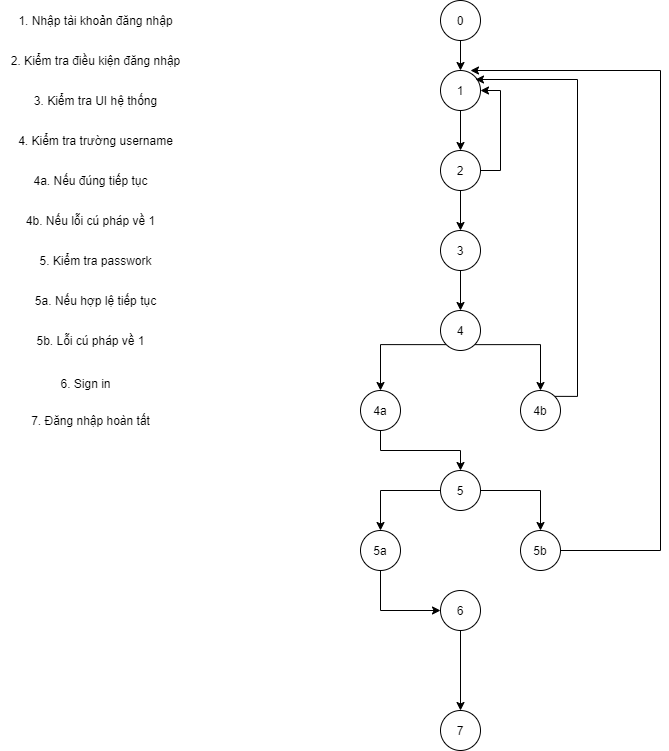 1. Nhập tài khoản đăng nhập
2. Kiểm tra điều kiện đăng nhập
3. Kiểm tra UI hệ thống
4. Kiểm tra trường username
4a. Nếu đúng tiếp tục
4b. Nếu lỗi cú pháp về 1
5. Kiểm tra passwork
5a. Nếu hợp lệ tiếp tục
5b. Lỗi cú pháp về 1
6. Sign in
7. Đăng nhập hoàn tất
0
1
2
3
4
4a
4b
5
5a
5b
6
7